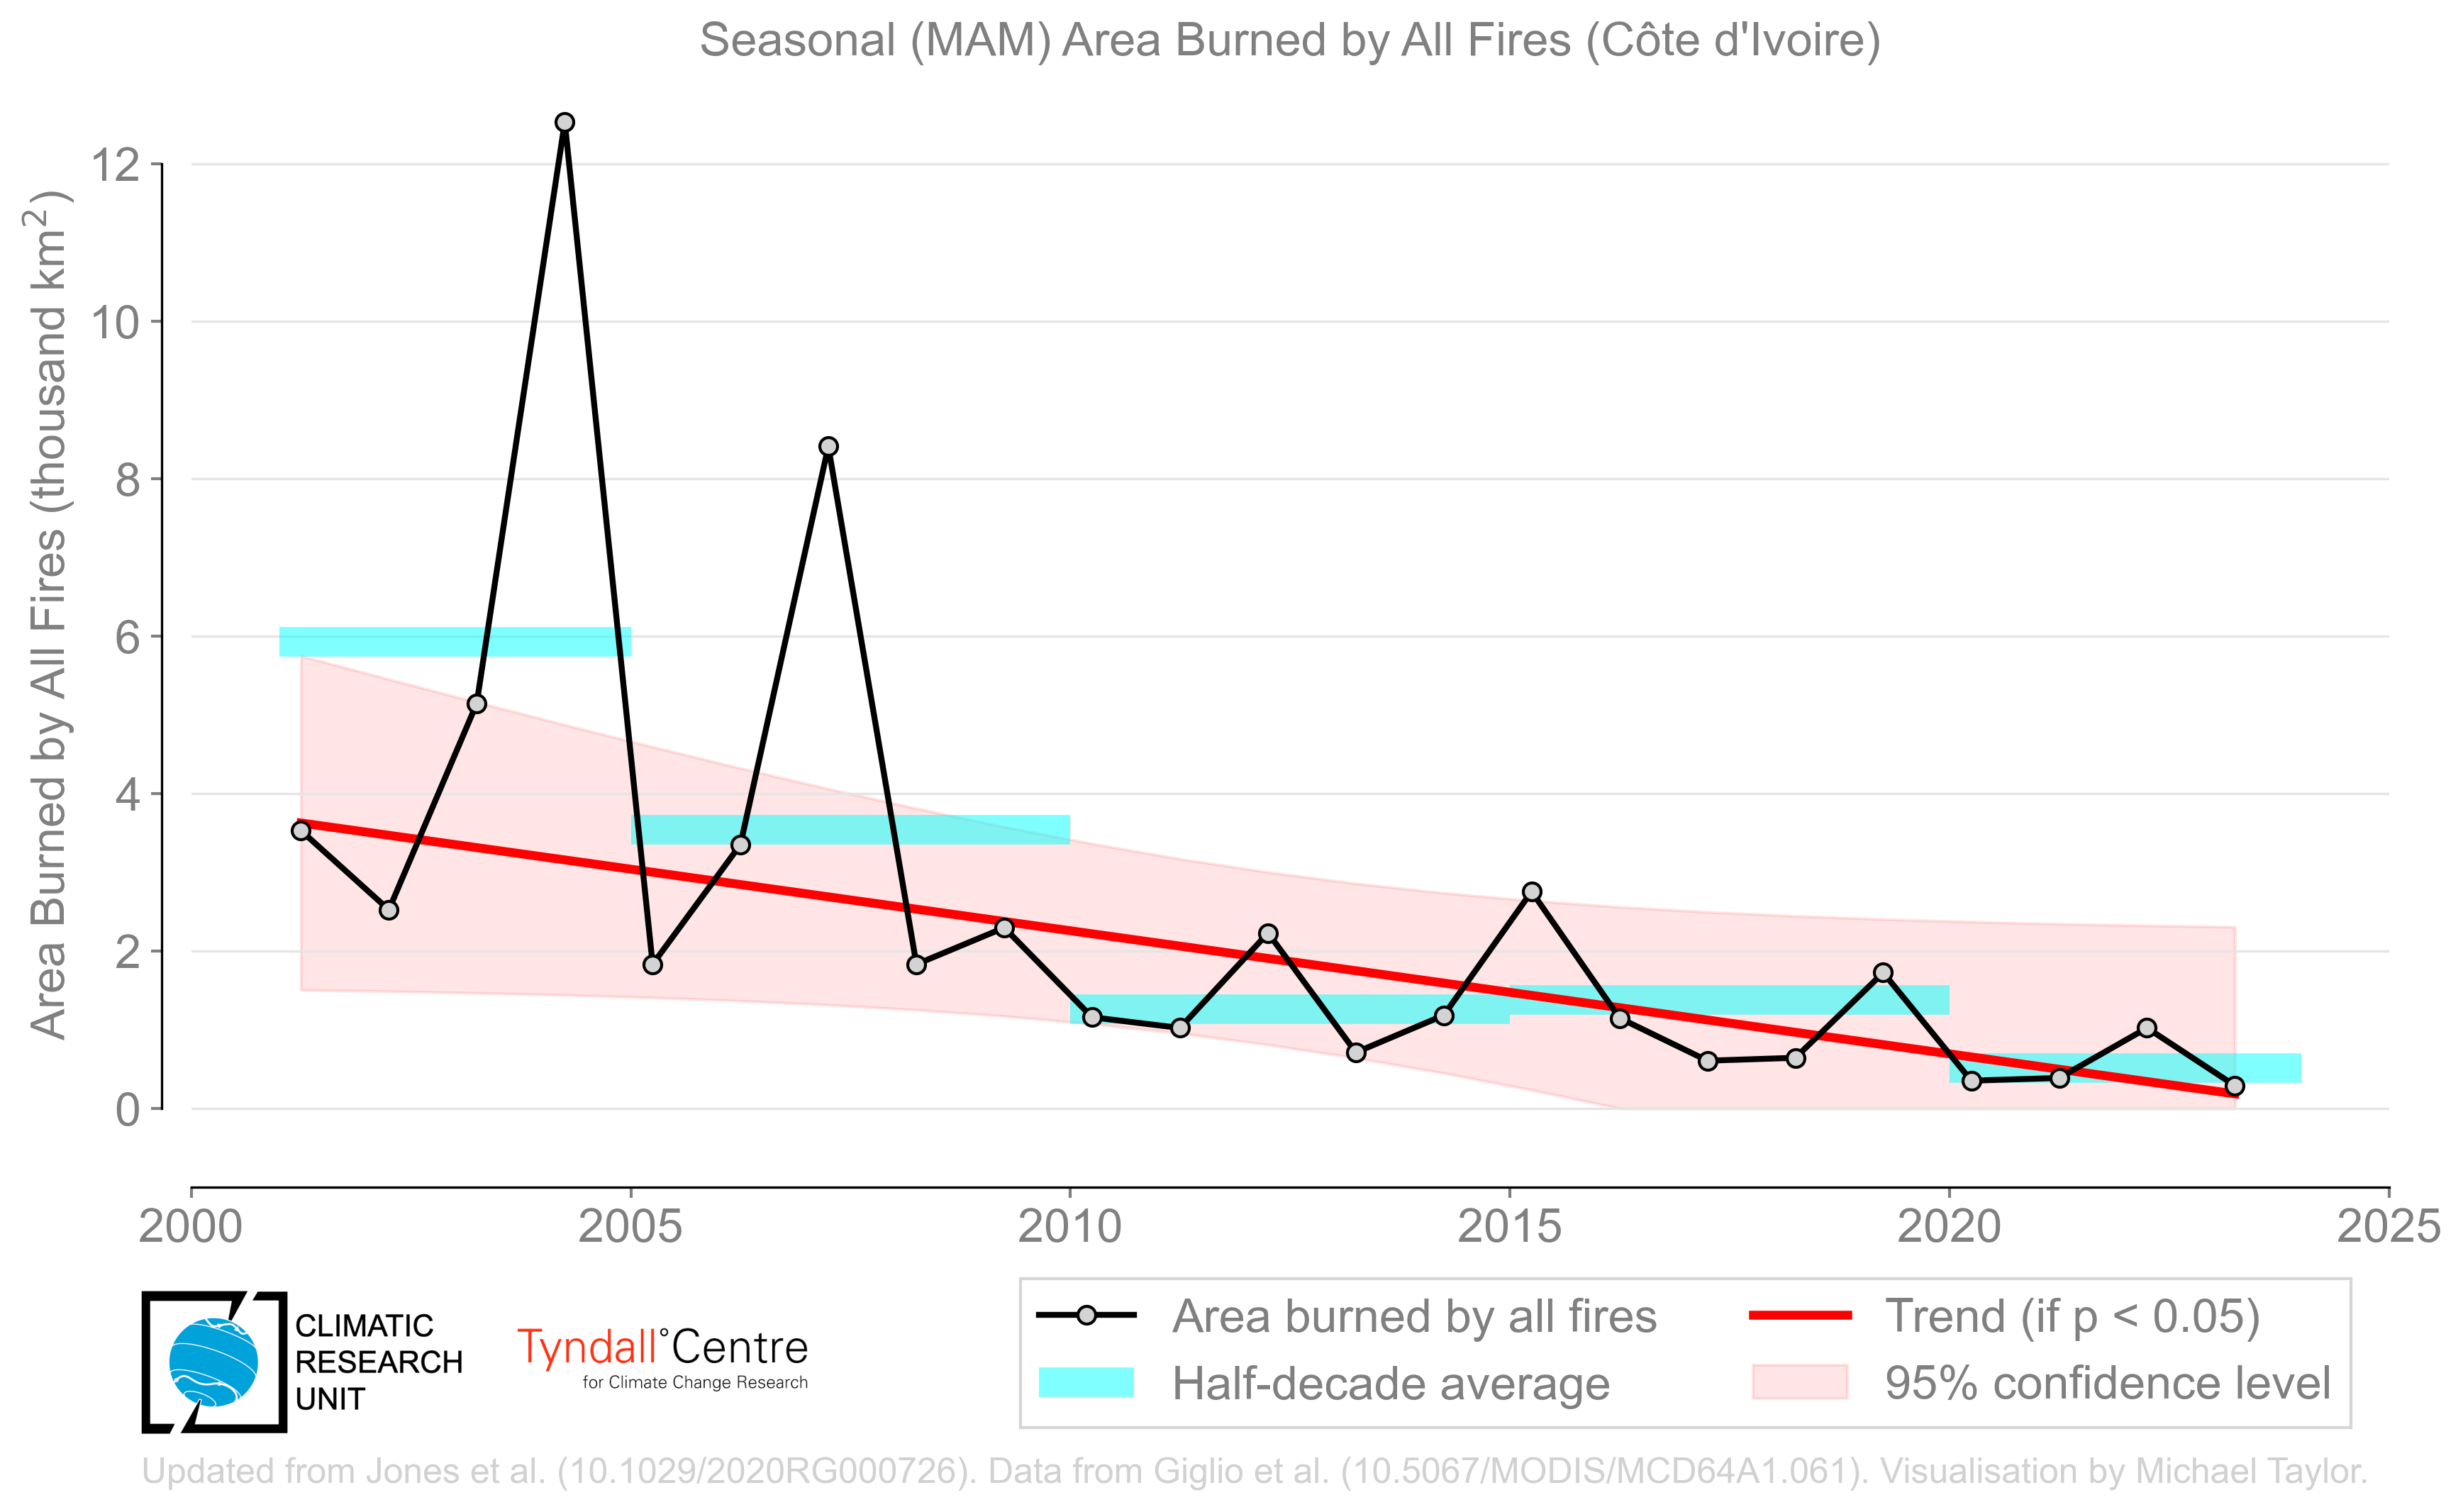 Seasonal (MAM) Area Burned by All Fires (Côte d'Ivoire)
Area Burned by All Fires (thousand km²)
12
10
8
6
4
2
0
2000
2005
2010
2015
2020
2025
CLIMATIC
RESEARCH
UNIT
Tyndall°Centre
for Climate Change Research
Area burned by all fires
Half-decade average
Trend (if p < 0.05)
95% confidence level
Updated from Jones et al. (10.1029/2020RG000726). Data from Giglio et al. (10.5067/MODIS/MCD64A1.061). Visualisation by Michael Taylor.